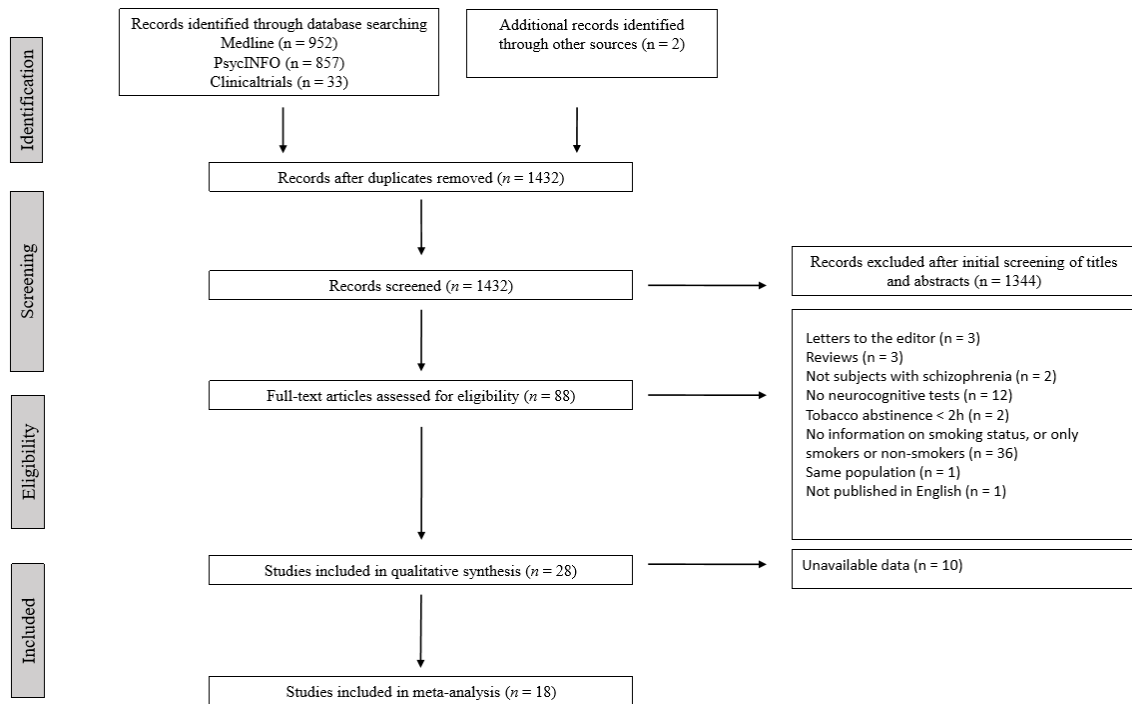 Identification
Records identified through database searching
Medline (n = 952)
PsycINFO (n = 857)
Clinicaltrials (n = 33)
Additional records identified
through other sources (n = 2)
Records after duplicates removed (n = 1432)
Screening
Records screened (n = 1432)
Records excluded after initial screening of titles
and abstracts (n = 1344)
Eligibility
Full-text articles assessed for eligibility (n = 88)
Letters to the editor (n = 3)
Reviews (n = 3)
Not subjects with schizophrenia (n = 2)
No neurocognitive tests (n = 12)
Tobacco abstinence < 2h (n = 2)
No information on smoking status, or only
smokers or non-smokers (n = 36)
Same population (n = 1)
Not published in English (n = 1)
Included
Studies included in qualitative synthesis (n = 28)
Unavailable data (n = 10)
Studies included in meta-analysis (n = 18)